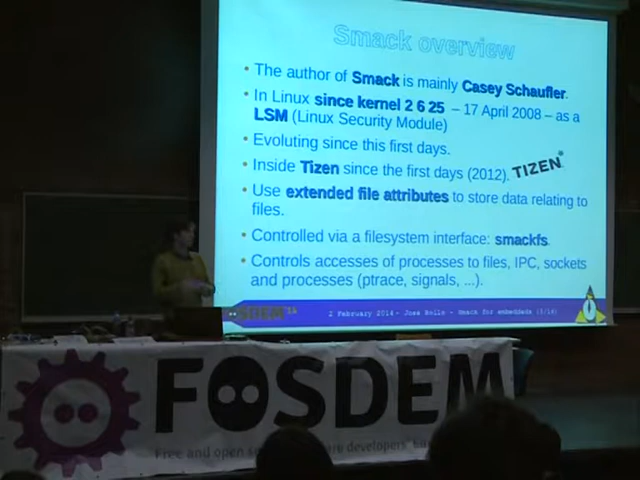 Smack overview
• The author of Smack is mainly Casey Schaufler.
• In Linux since kernel 2 6 25 – 17 April 2008 – as a
LSM (Linux Security Module)
• Evoluting since this first days.
• Inside Tizen since the first days (2012).
TIZEN
• Use extended file attributes to store data relating to
files.
• Controlled via a filesystem interface: smackfs.
• Controls accesses of processes to files, IPC, sockets
and processes (ptrace, signals, ...).
2 February 2014 - José Bollo - Smack for embedded
FOSDEM
Free and open so are developers'